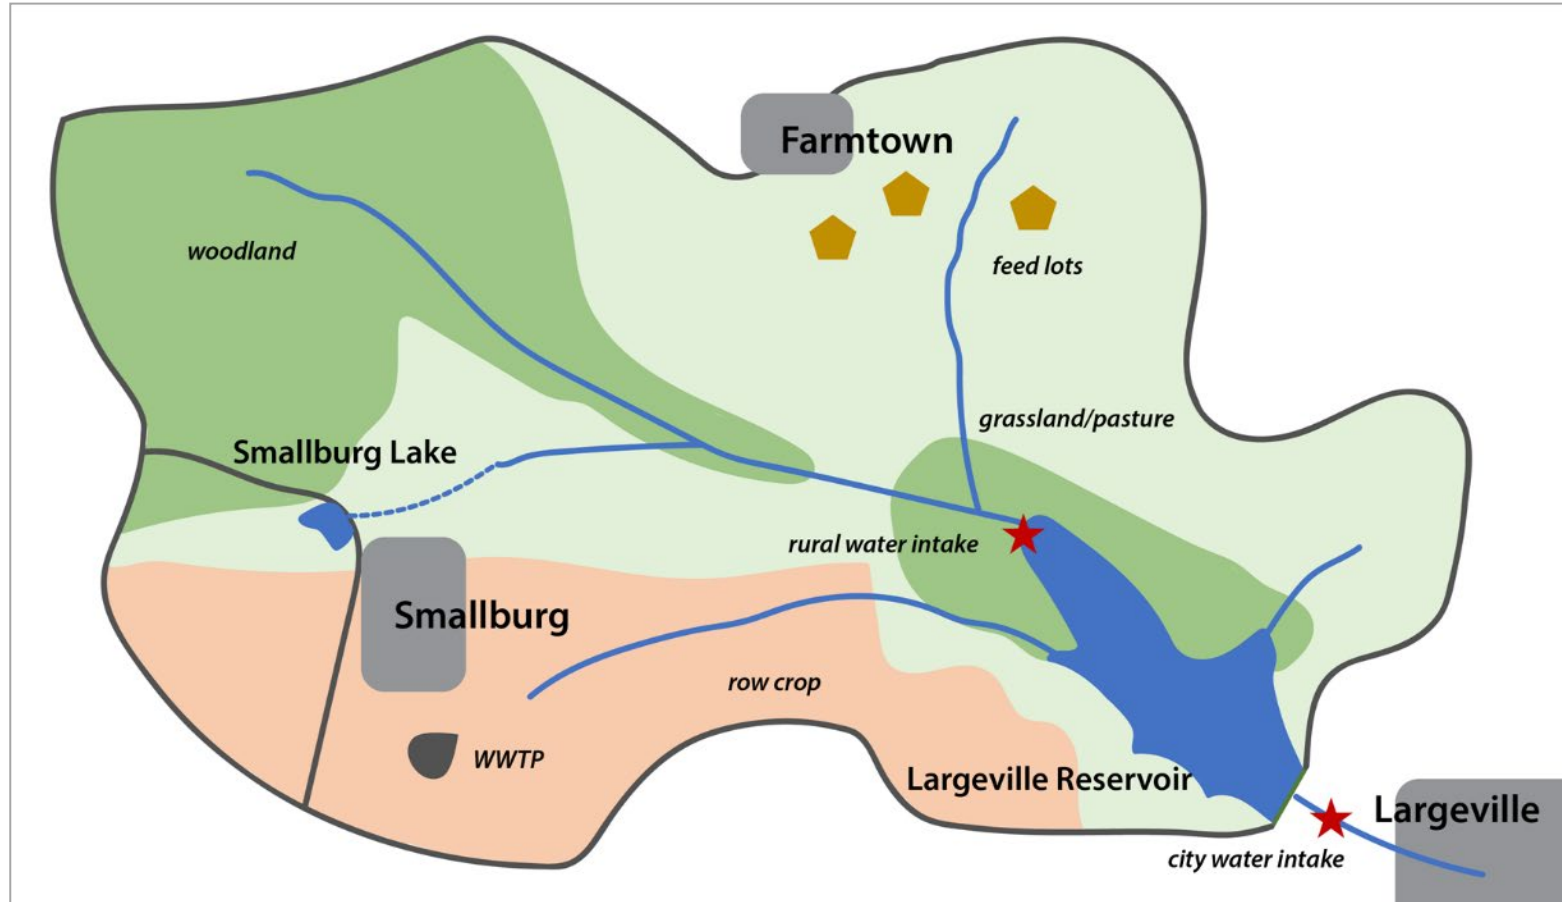 Farmtown
woodland
feed lots
grassland/pasture
Smallburg Lake
rural water intake
Smallburg
row crop
WWTP
Largeville Reservoir
Largeville
city water intake